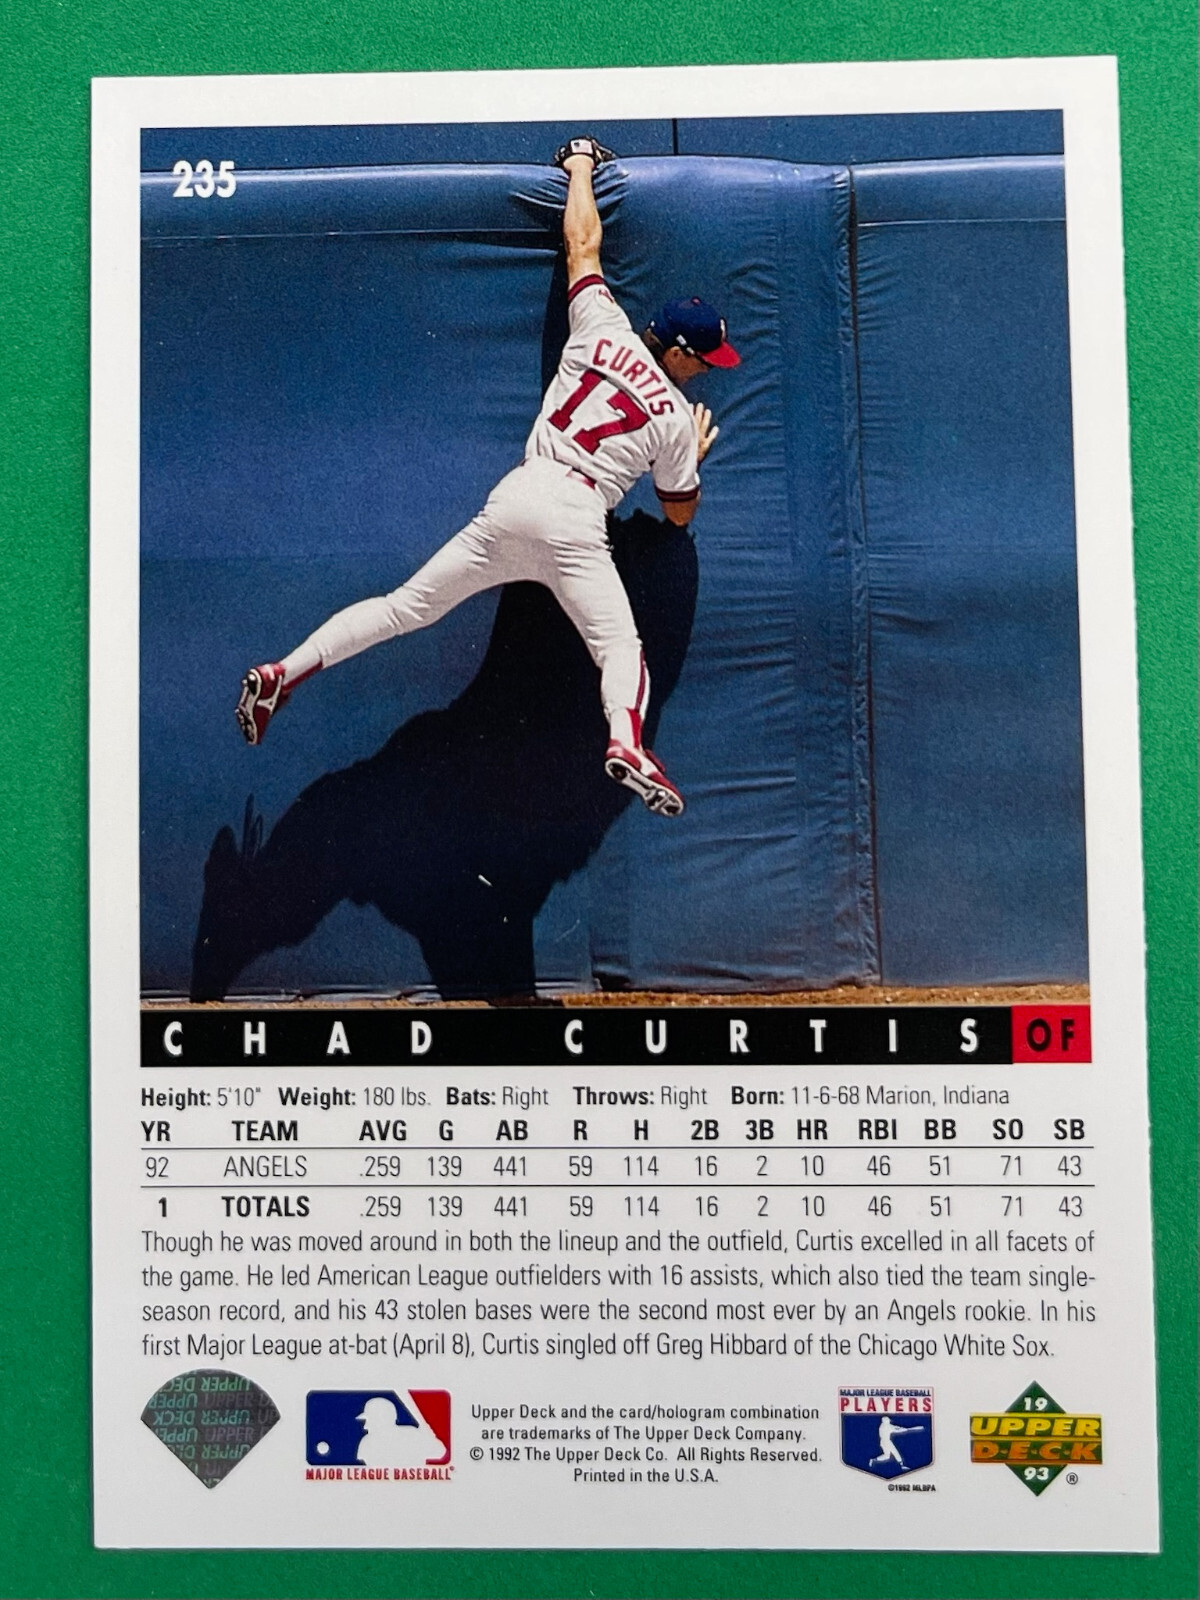 235
CURTIS
17
CHAD CURTIS OF
Height: 5'10" Weight: 180 lbs. Bats: Right Throws: Right Born: 11-6-68 Marion, Indiana
YR TEAM AVG G AB R H 2B 3B HR RBI BB SO SB
92 ANGELS .259 139 441 59 114 16 2 10 46 51 71 43
1 TOTALS .259 139 441 59 114 16 2 10 46 51 71 43
Though he was moved around in both the lineup and the outfield, Curtis excelled in all facets of
the game. He led American League outfielders with 16 assists, which also tied the team single-
season record, and his 43 stolen bases were the second most ever by an Angels rookie. In his
first Major League at-bat (April 8), Curtis singled off Greg Hibbard of the Chicago White Sox.
UPPER DECK
MAJOR LEAGUE BASEBALL®
Upper Deck and the card/hologram combination
are trademarks of The Upper Deck Company.
© 1992 The Upper Deck Co. All Rights Reserved.
Printed in the U.S.A.
MAJOR LEAGUE BASEBALL
PLAYERS
©1992 MLBPA
19
UPPER
D·E·C·K
93 ®